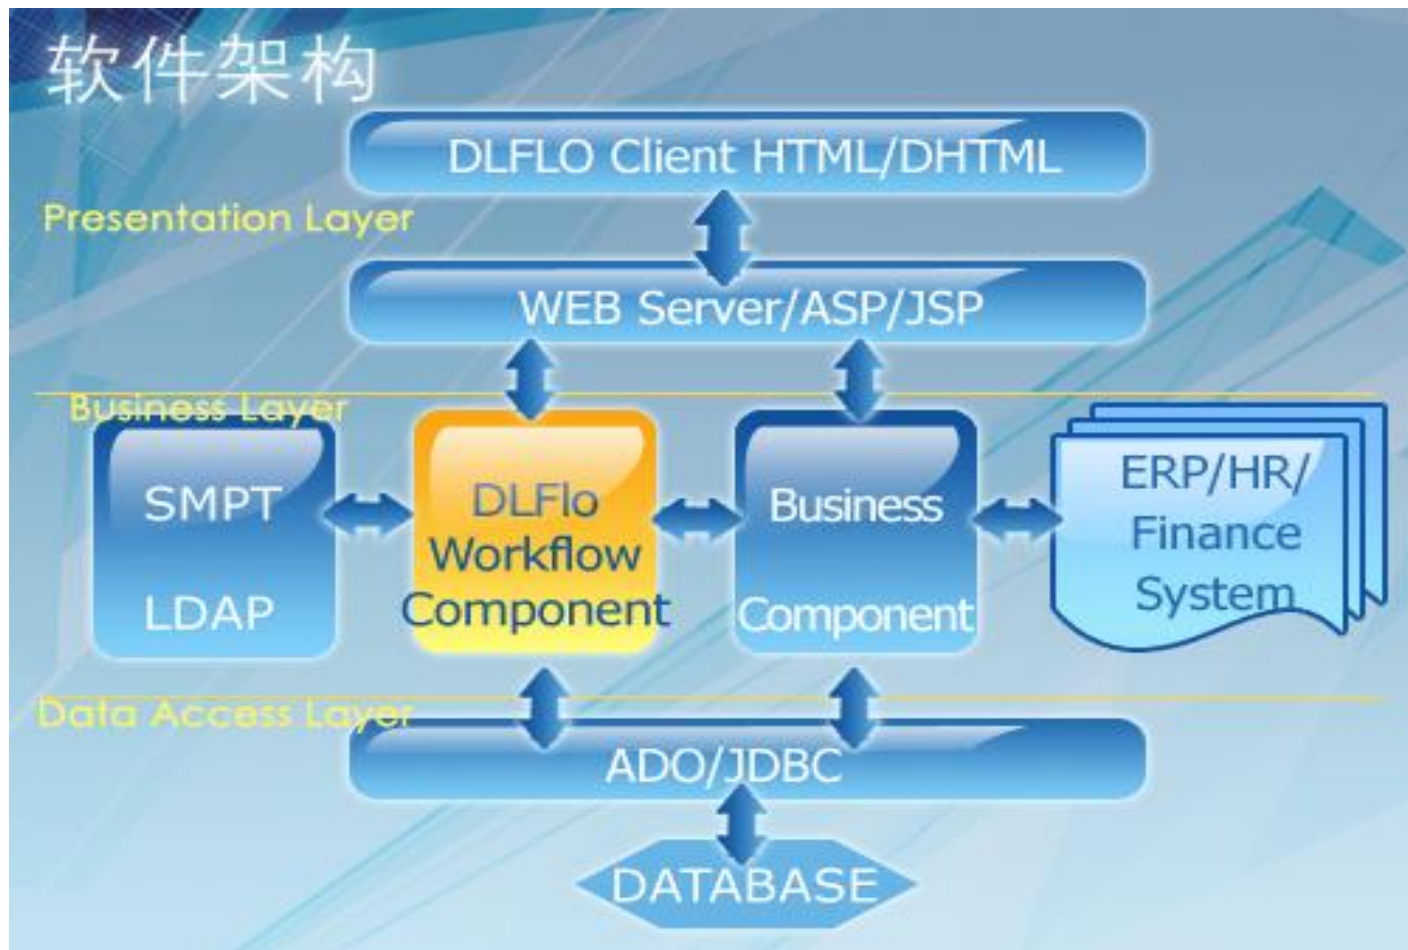 软件架构
DLFLO Client HTML/DHTML
Presentation Layer
WEB Server/ASP/JSP
Business Layer
SMPT
LDAP
DLFlo
Workflow
Component
Business
Component
ERP/HR/
Finance
System
Data Access Layer
ADO/JDBC
DATABASE